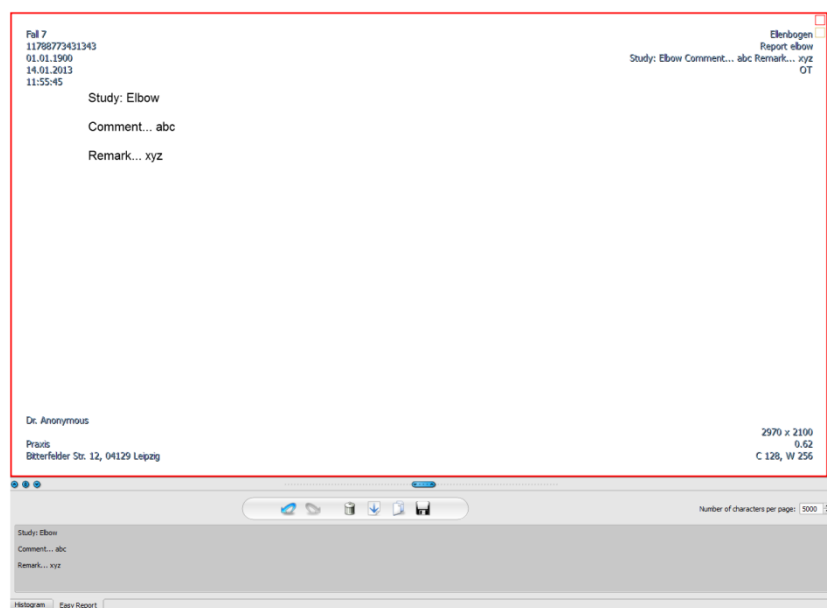 Fall 7
11788773431343
01.01.1900
14.01.2013
11:55:45
Ellenbogen
Report elbow
Study: Elbow Comment... abc Remark... xyz
OT
Study: Elbow
Comment... abc
Remark... xyz
Dr. Anonymous
Praxis
Bitterfelder Str. 12, 04129 Leipzig
2970 x 2100
0.62
C 128, W 256
Number of characters per page: 5000
Study: Elbow
Comment... abc
Remark... xyz
Histogram Easy Report